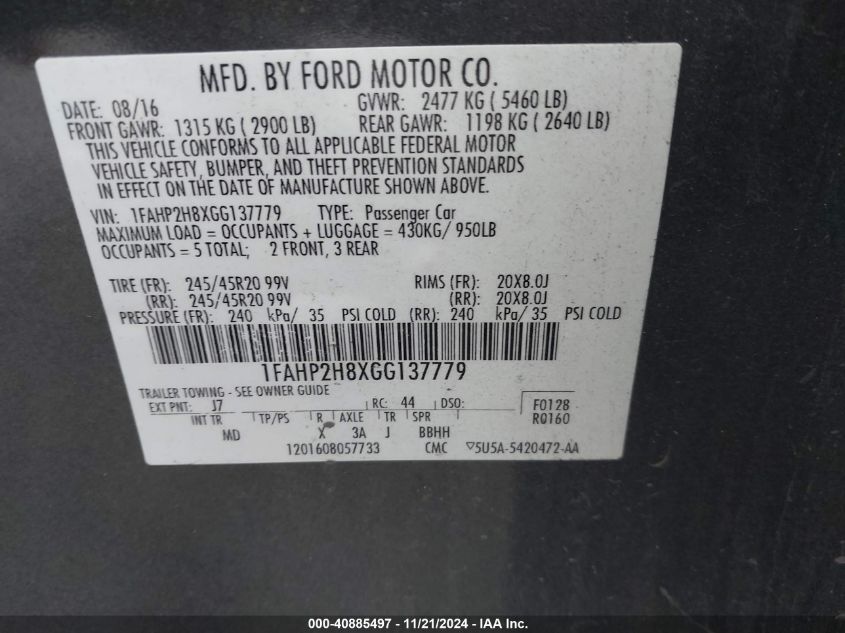 MFD. BY FORD MOTOR CO.
DATE: 08/16 GVWR: 2477 KG ( 5460 LB)
FRONT GAWR: 1315 KG ( 2900 LB) REAR GAWR: 1198 KG ( 2640 LB)
THIS VEHICLE CONFORMS TO ALL APPLICABLE FEDERAL MOTOR
VEHICLE SAFETY, BUMPER, AND THEFT PREVENTION STANDARDS
IN EFFECT ON THE DATE OF MANUFACTURE SHOWN ABOVE.
VIN: 1FAHP2H8XGG137779 TYPE: Passenger Car
MAXIMUM LOAD = OCCUPANTS + LUGGAGE = 430KG/ 950LB
OCCUPANTS = 5 TOTAL; 2 FRONT, 3 REAR
TIRE (FR): 245/45R20 99V RIMS (FR): 20X8.0J
(RR): 245/45R20 99V (RR): 20X8.0J
PRESSURE (FR): 240 kPa/ 35 PSI COLD (RR): 240 kPa/ 35 PSI COLD
1FAHP2H8XGG137779
TRAILER TOWING - SEE OWNER GUIDE
EXT PNT: J7 RC: 44 DSO: F0128
INT TR TP/PS R AXLE TR SPR R0160
MD X 3A J BBHH
1201608057733 CMC ▽5U5A-5420472-AA
000-40885497 - 11/21/2024 - IAA Inc.